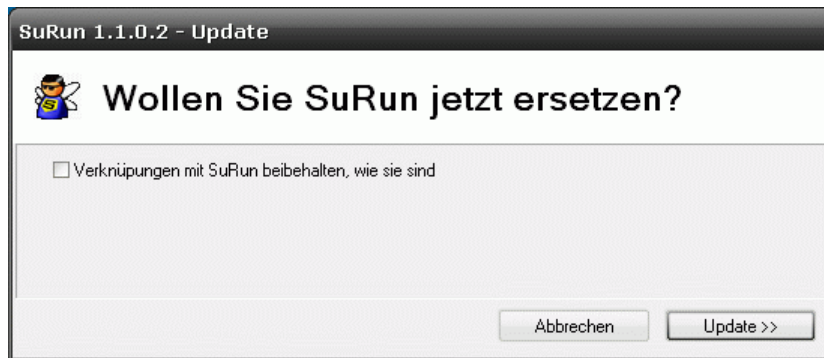 SuRun 1.1.0.2 - Update
Wollen Sie SuRun jetzt ersetzen?
Verknüpungen mit SuRun beibehalten, wie sie sind
Abbrechen
Update >>